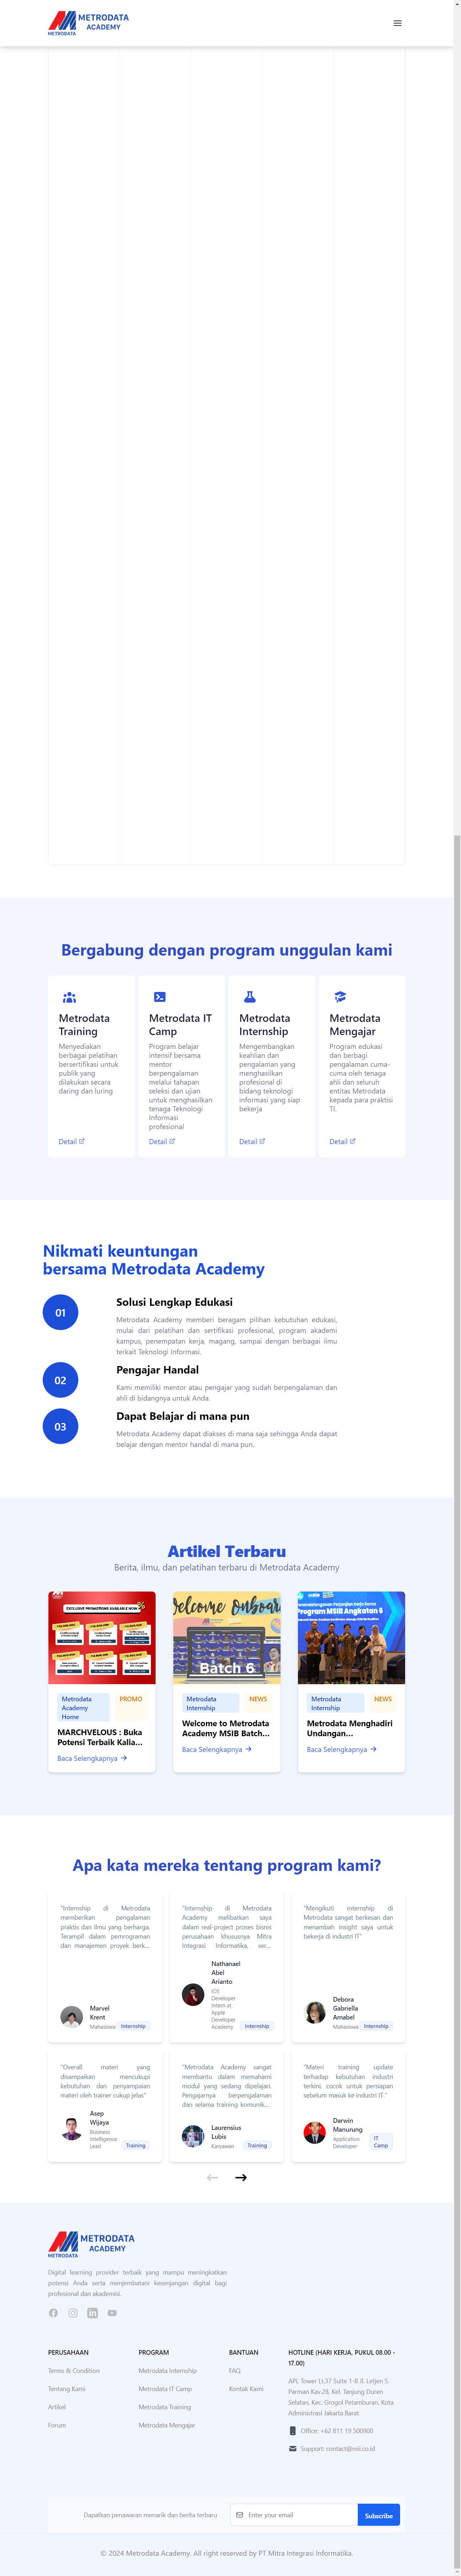 METRODATA
ACADEMY
METRODATA
Bergabung dengan program unggulan kami
Metrodata
Training
Menyediakan
berbagai pelatihan
bersertifikasi untuk
publik yang
dilakukan secara
daring dan luring
Detail
Metrodata IT
Camp
Program belajar
intensif bersama
mentor
berpengalaman
melalui tahapan
seleksi dan ujian
untuk menghasilkan
tenaga Teknologi
Informasi
profesional
Detail
Metrodata
Internship
Mengembangkan
keahlian dan
pengalaman yang
menghasilkan
profesional di
bidang teknologi
informasi yang siap
bekerja
Detail
Metrodata
Mengajar
Program edukasi
dan berbagi
pengalaman cuma-
cuma oleh tenaga
ahli dan seluruh
entitas Metrodata
kepada para praktisi
TI.
Detail
Nikmati keuntungan
bersama Metrodata Academy
01
Solusi Lengkap Edukasi
Metrodata Academy memberi beragam pilihan kebutuhan edukasi,
mulai dari pelatihan dan sertifikasi profesional, program akademi
kampus, penempatan kerja, magang, sampai dengan berbagai ilmu
terkait Teknologi Informasi.
02
Pengajar Handal
Kami memiliki mentor atau pengajar yang sudah berpengalaman dan
ahli di bidangnya untuk Anda.
03
Dapat Belajar di mana pun
Metrodata Academy dapat diakses di mana saja sehingga Anda dapat
belajar dengan mentor handal di mana pun.
Artikel Terbaru
Berita, ilmu, dan pelatihan terbaru di Metrodata Academy
EXCLUSIVE PROMOTIONS AVAILABLE NOW
%
Metrodata
Academy
Home
PROMO
MARCHVELOUS : Buka
Potensi Terbaik Kalia...
Baca Selengkapnya
Welcome onboard
Batch 6
Metrodata
Internship
NEWS
Welcome to Metrodata
Academy MSIB Batch...
Baca Selengkapnya
Program MSIB Angkatan 6
Metrodata
Internship
NEWS
Metrodata Menghadiri
Undangan...
Baca Selengkapnya
Apa kata mereka tentang program kami?
"Internship di Metrodata
memberikan pengalaman
praktis dan ilmu yang berharga.
Terampil dalam pemrograman
dan manajemen proyek berk...
Marvel
Krent
Mahasiswa
Internship
"Internship di Metrodata
Academy melibatkan saya
dalam real-project proses bisnis
perusahaan khususnya Mitra
Integrasi Informatika, ser...
Nathanael
Abel
Arianto
iOS
Developer
Intern at
Apple
Developer
Academy
Internship
"Mengikuti internship di
Metrodata sangat berkesan dan
menambah insight saya untuk
bekerja di industri IT"
Debora
Gabriella
Amabel
Mahasiswa
Internship
"Overall materi yang
disampaikan mencukupi
kebutuhan dan penyampaian
materi oleh trainer cukup jelas"
Asep
Wijaya
Business
Intelligence
Lead
Training
"Metrodata Academy sangat
membantu dalam memahami
modul yang sedang dipelajari.
Pengajarnya berpengalaman
dan selama training komunik...
Laurensius
Lubis
Karyawan
Training
"Materi training update
terhadap kebutuhan industri
terkini, cocok untuk persiapan
sebelum masuk ke industri IT."
Darwin
Manurung
Application
Developer
IT
Camp
METRODATA
ACADEMY
METRODATA
Digital learning provider terbaik yang mampu meningkatkan
potensi Anda serta menjembatani kesenjangan digital bagi
profesional dan akademisi.
PERUSAHAAN
Terms & Condition
Tentang Kami
Artikel
Forum
PROGRAM
Metrodata Internship
Metrodata IT Camp
Metrodata Training
Metrodata Mengajar
BANTUAN
FAQ
Kontak Kami
HOTLINE (HARI KERJA, PUKUL 08.00 -
17.00)
APL Tower Lt.37 Suite 1-8 Jl. Letjen S.
Parman Kav.28, Kel. Tanjung Duren
Selatan, Kec. Grogol Petamburan, Kota
Administrasi Jakarta Barat
Office: +62 811 19 500900
Support: contact@mii.co.id
Dapatkan penawaran menarik dan berita terbaru
Enter your email
Subscribe
© 2024 Metrodata Academy. All right reserved by PT Mitra Integrasi Informatika.